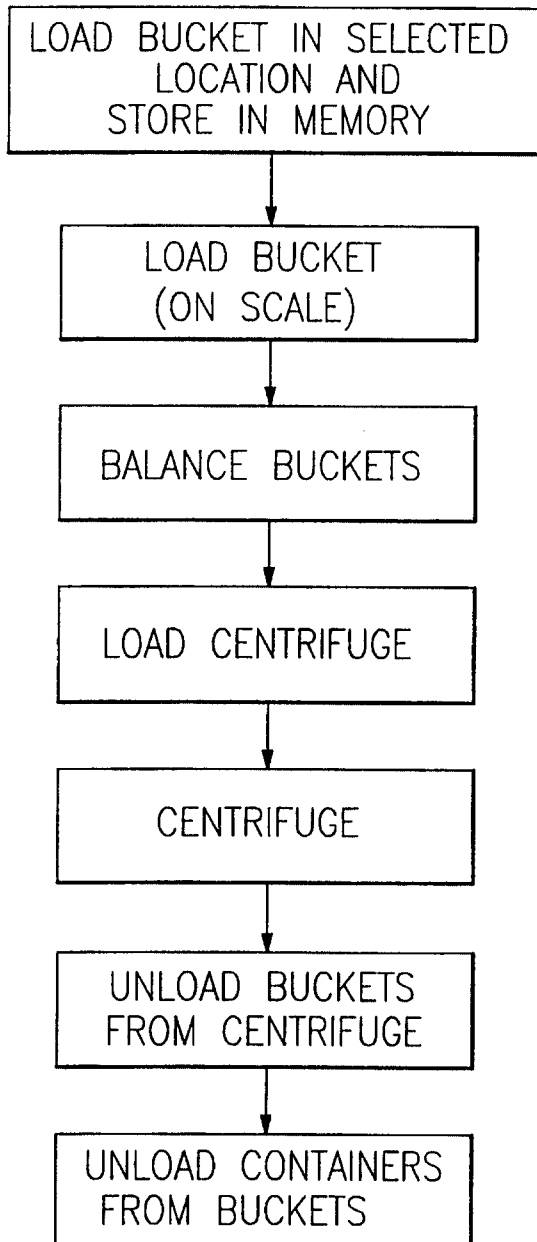 LOAD BUCKET IN SELECTED
LOCATION AND
STORE IN MEMORY
LOAD BUCKET
(ON SCALE)
BALANCE BUCKETS
LOAD CENTRIFUGE
CENTRIFUGE
UNLOAD BUCKETS
FROM CENTRIFUGE
UNLOAD CONTAINERS
FROM BUCKETS